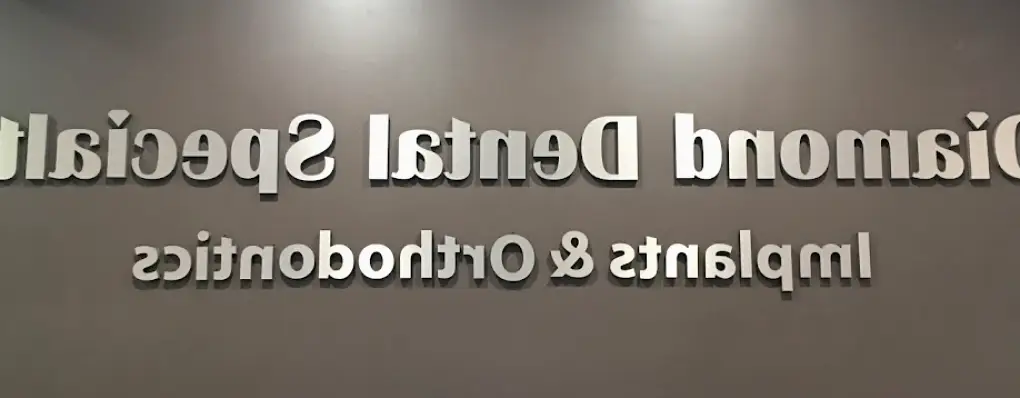 Diamond Dental Specialt
Implants & Orthodontics